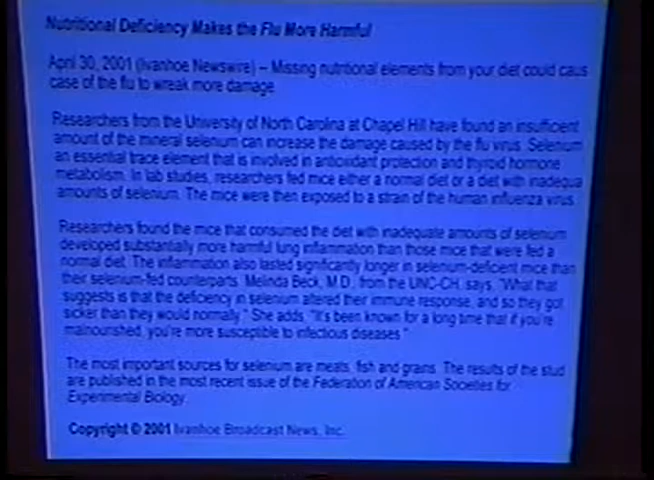 Nutritional Deficiency Makes the Flu More Harmful
April 30, 2001 (Ivanhoe Newswire) – Missing nutritional elements from your diet could caus
case of the flu to wreak more damage.
Researchers from the University of North Carolina at Chapel Hill have found an insufficient
amount of the mineral selenium can increase the damage caused by the flu virus. Selenium
an essential trace element that is involved in antioxidant protection and thyroid hormone
metabolism. In lab studies, researchers fed mice either a normal diet or a diet with inadequa
amounts of selenium. The mice were then exposed to a strain of the human influenza virus.
Researchers found the mice that consumed the diet with inadequate amounts of selenium
developed substantially more harmful lung inflammation than those mice that were fed a
normal diet. The inflammation also lasted significantly longer in selenium-deficient mice than
their selenium-fed counterparts. Melinda Beck, M.D., from the UNC-CH, says, "What that
suggests is that the deficiency in selenium altered their immune response, and so they got
sicker than they would normally." She adds, "It's been known for a long time that if you're
malnourished, you're more susceptible to infectious diseases."
The most important sources for selenium are meats, fish and grains. The results of the stud
are published in the most recent issue of the Federation of American Societies for
Experimental Biology.
Copyright © 2001 Ivanhoe Broadcast News, Inc.